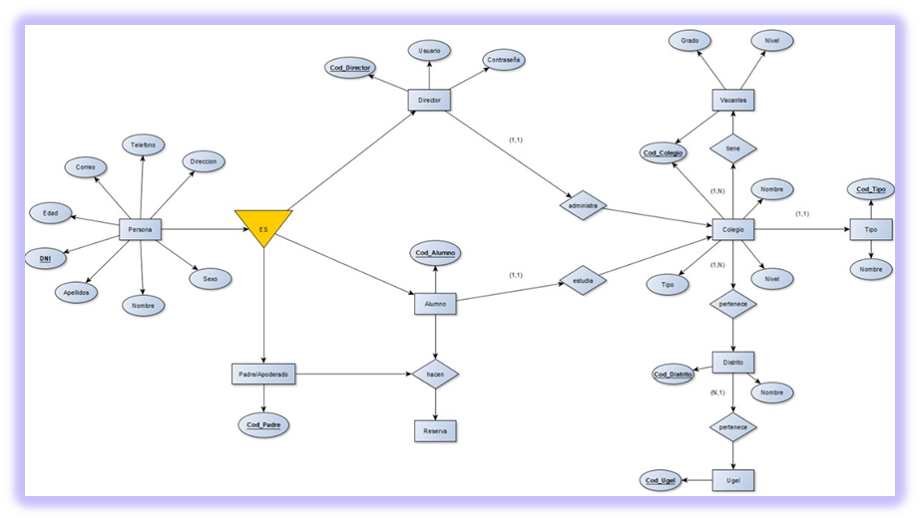 Usuario
Grado
Nivel
Cod_Director
Contraseña
Director
Vacantes
Telefono
(1,1)
tiene
Cod_Colegio
Correo
Direccion
(1,N)
Nombre
Cod_Tipo
administra
Edad
(1,1)
Persona
ES
Colegio
Tipo
Cod_Alumno
DNI
(1,N)
Nombre
(1,1)
estudia
Sexo
Tipo
Nivel
Apellidos
Nombre
Alumno
pertenece
Padre/Apoderado
hacen
Distrito
Cod_Distrito
(N,1)
Nombre
Cod_Padre
Reserva
pertenece
Cod_Ugel
Ugel